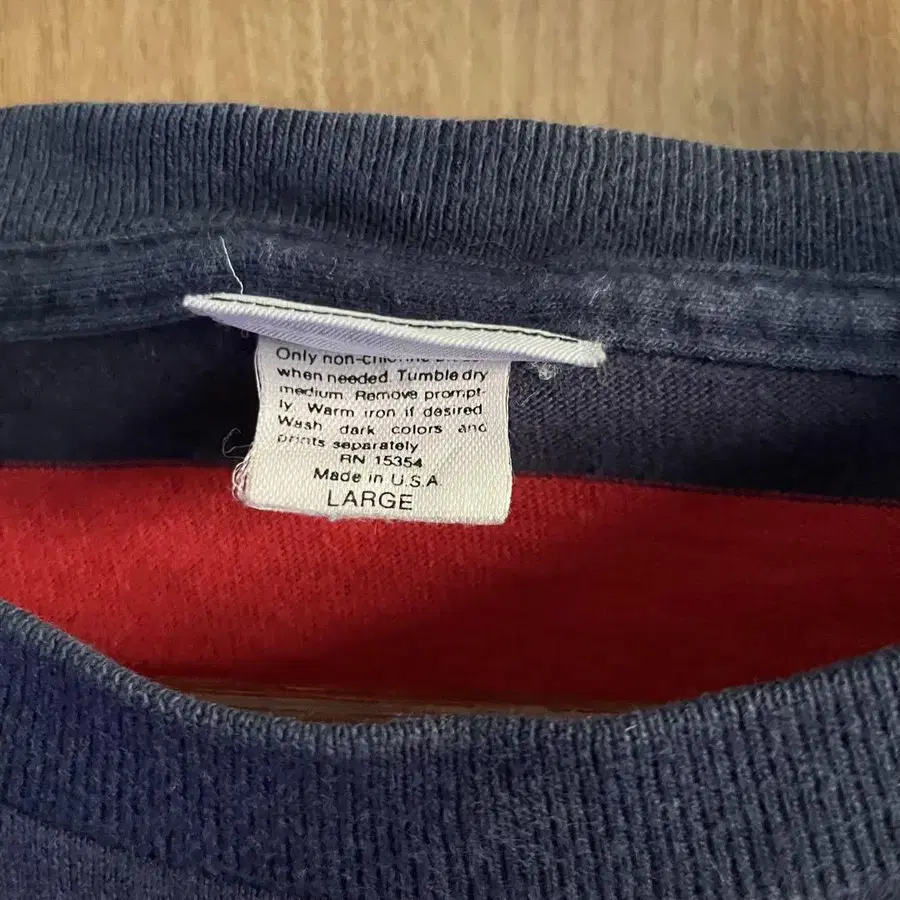 Only non-chlorine
when needed. Tumble dry
medium. Remove prompt-
ly. Warm iron if desired
Wash dark colors and
prints separately
RN 15354
Made in U.S.A
LARGE